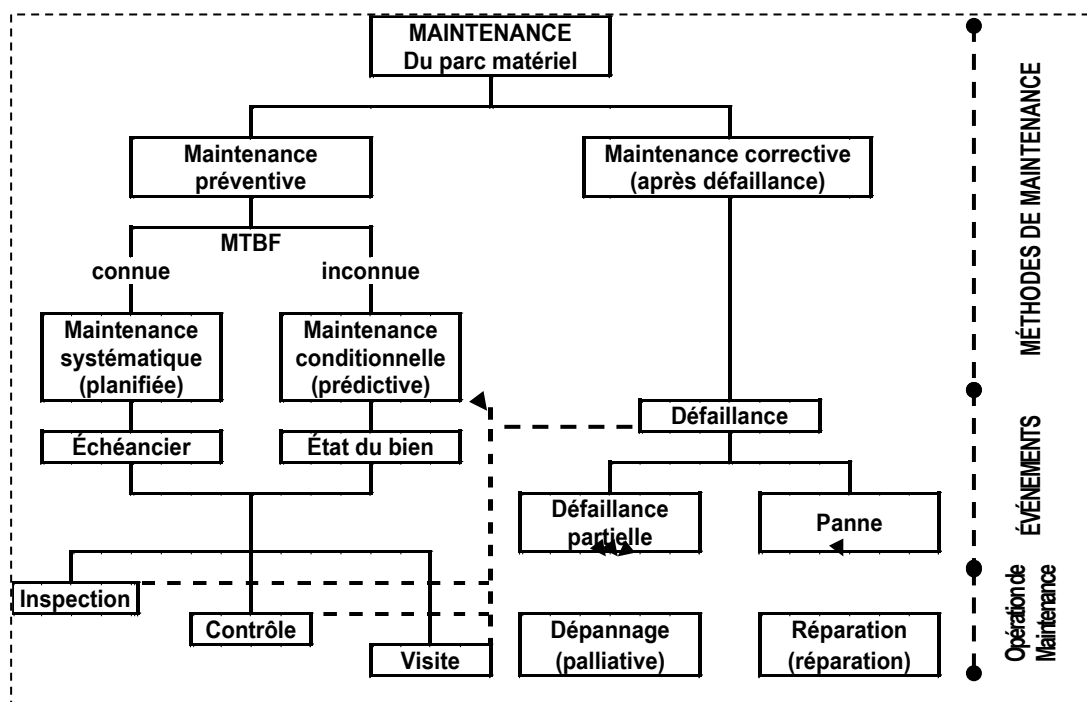 MAINTENANCE
Du parc matériel
Maintenance
préventive
Maintenance corrective
(après défaillance)
MTBF
connue
inconnue
Maintenance
systématique
(planifiée)
Maintenance
conditionnelle
(prédictive)
Défaillance
Échéancier
État du bien
Défaillance
partielle
Panne
Inspection
Contrôle
Visite
Dépannage
(palliative)
Réparation
(réparation)
MÉTHODES DE MAINTENANCE
ÉVÉNEMENTS
Opération de
Maintenance